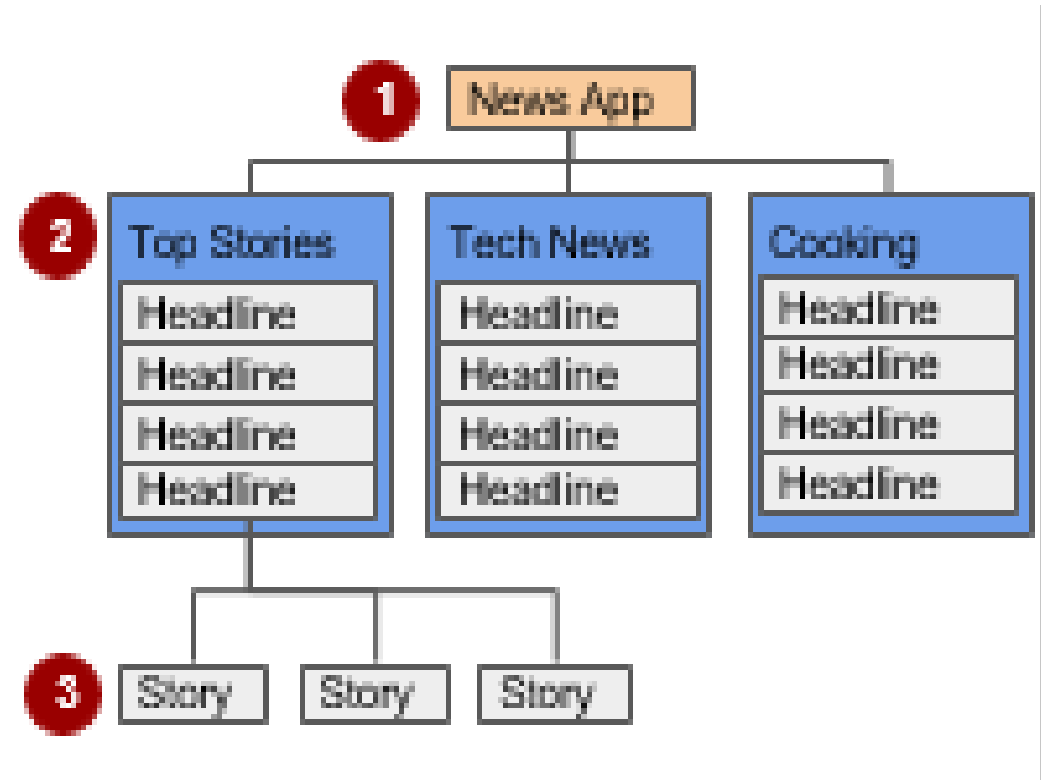 1
News App
2
Top Stories
Headline
Headline
Headline
Headline
Tech News
Headline
Headline
Headline
Headline
Cooking
Headline
Headline
Headline
Headline
3
Story
Story
Story